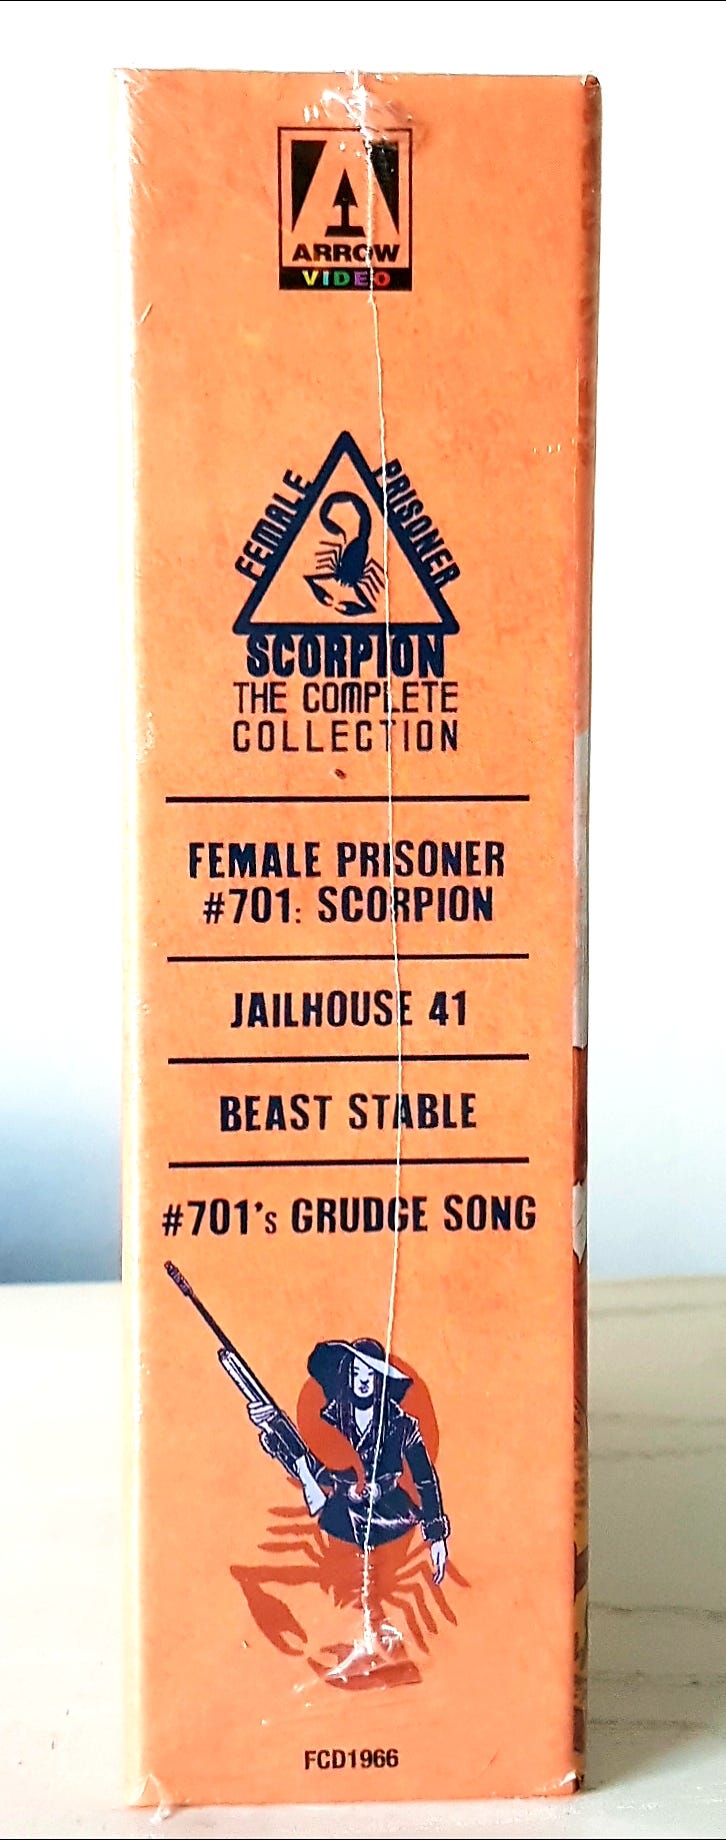 A
ARROW
VIDEO
FEMALE PRISONER
SCORPION
THE COMPLETE
COLLECTION
FEMALE PRISONER
#701: SCORPION
JAILHOUSE 41
BEAST STABLE
#701's GRUDGE SONG
FCD1966